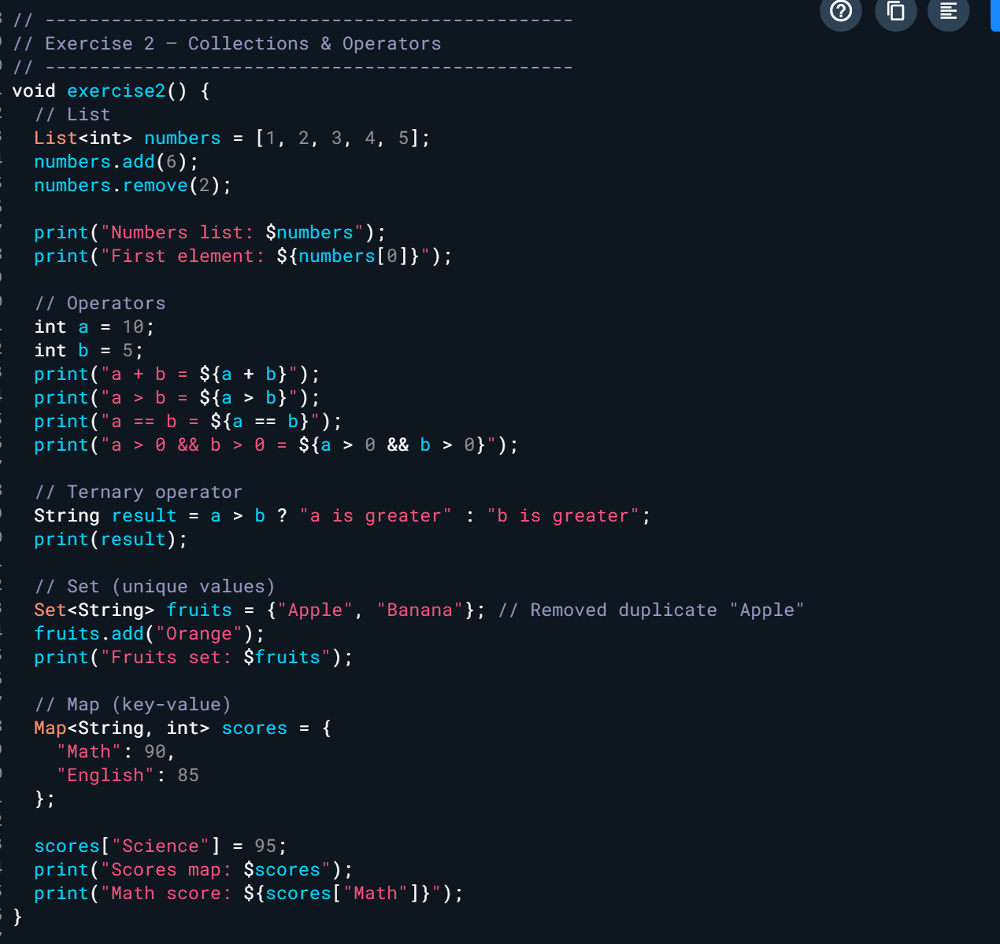 // ------------------------------------------------
// Exercise 2 – Collections & Operators
// ------------------------------------------------
void exercise2() {
  // List
  List<int> numbers = [1, 2, 3, 4, 5];
  numbers.add(6);
  numbers.remove(2);

  print("Numbers list: $numbers");
  print("First element: ${numbers[0]}");

  // Operators
  int a = 10;
  int b = 5;
  print("a + b = ${a + b}");
  print("a > b = ${a > b}");
  print("a == b = ${a == b}");
  print("a > 0 && b > 0 = ${a > 0 && b > 0}");

  // Ternary operator
  String result = a > b ? "a is greater" : "b is greater";
  print(result);

  // Set (unique values)
  Set<String> fruits = {"Apple", "Banana"}; // Removed duplicate "Apple"
  fruits.add("Orange");
  print("Fruits set: $fruits");

  // Map (key-value)
  Map<String, int> scores = {
    "Math": 90,
    "English": 85
  };

  scores["Science"] = 95;
  print("Scores map: $scores");
  print("Math score: ${scores["Math"]}");
}